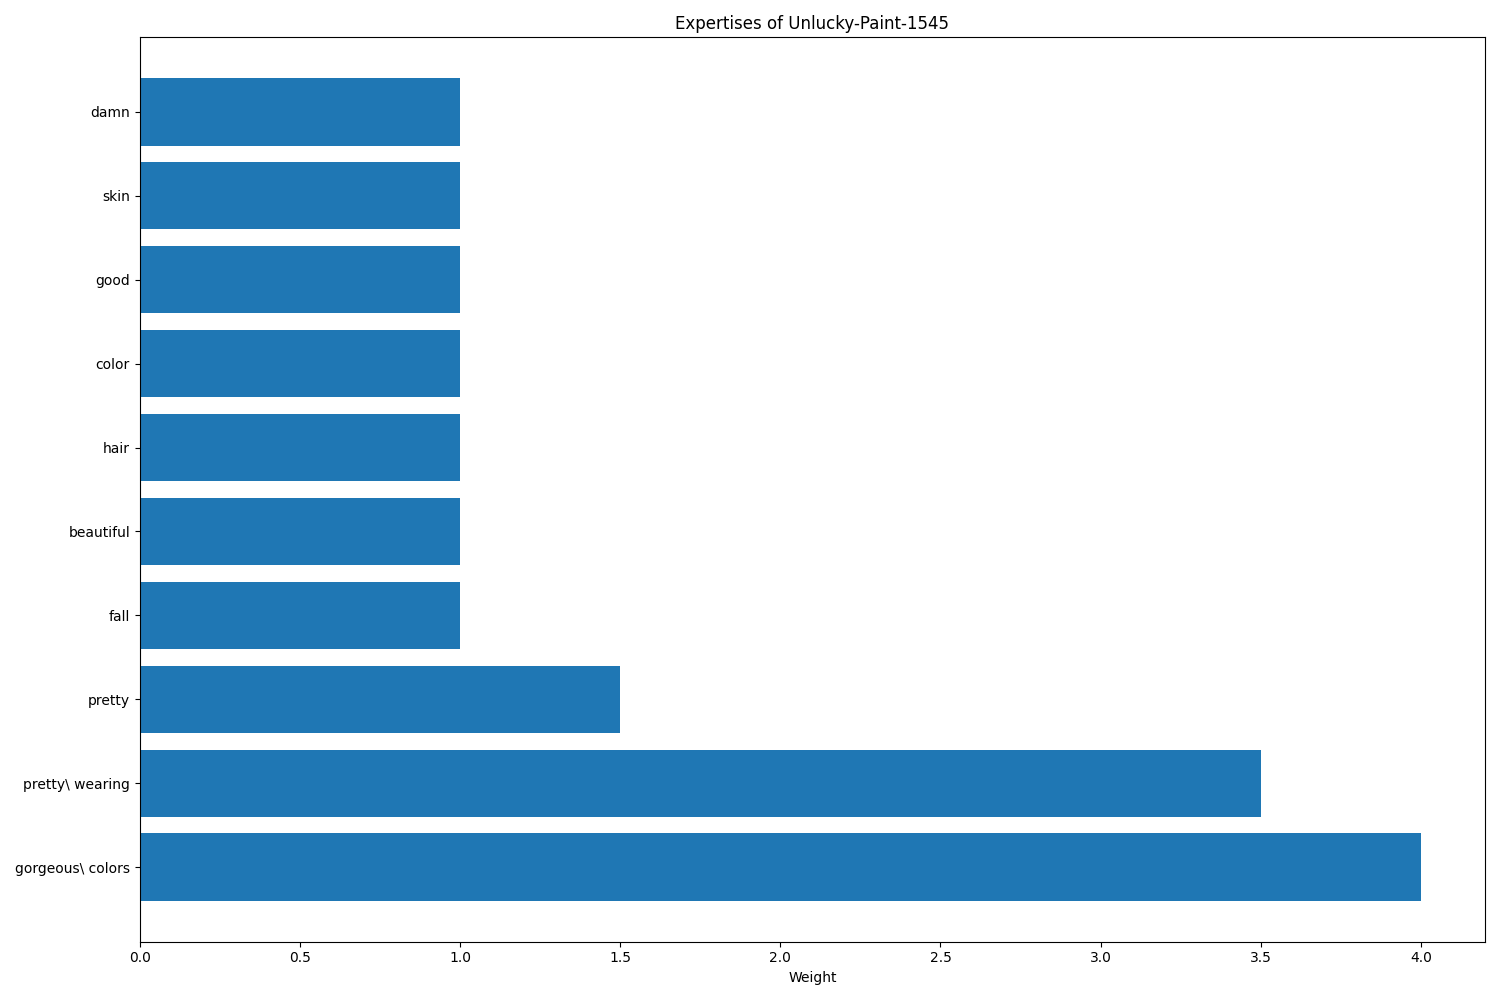 Expertises of Unlucky-Paint-1545
damn
skin
good
color
hair
beautiful
fall
pretty
pretty\ wearing
gorgeous\ colors
0.0 0.5 1.0 1.5 2.0 2.5 3.0 3.5 4.0
Weight